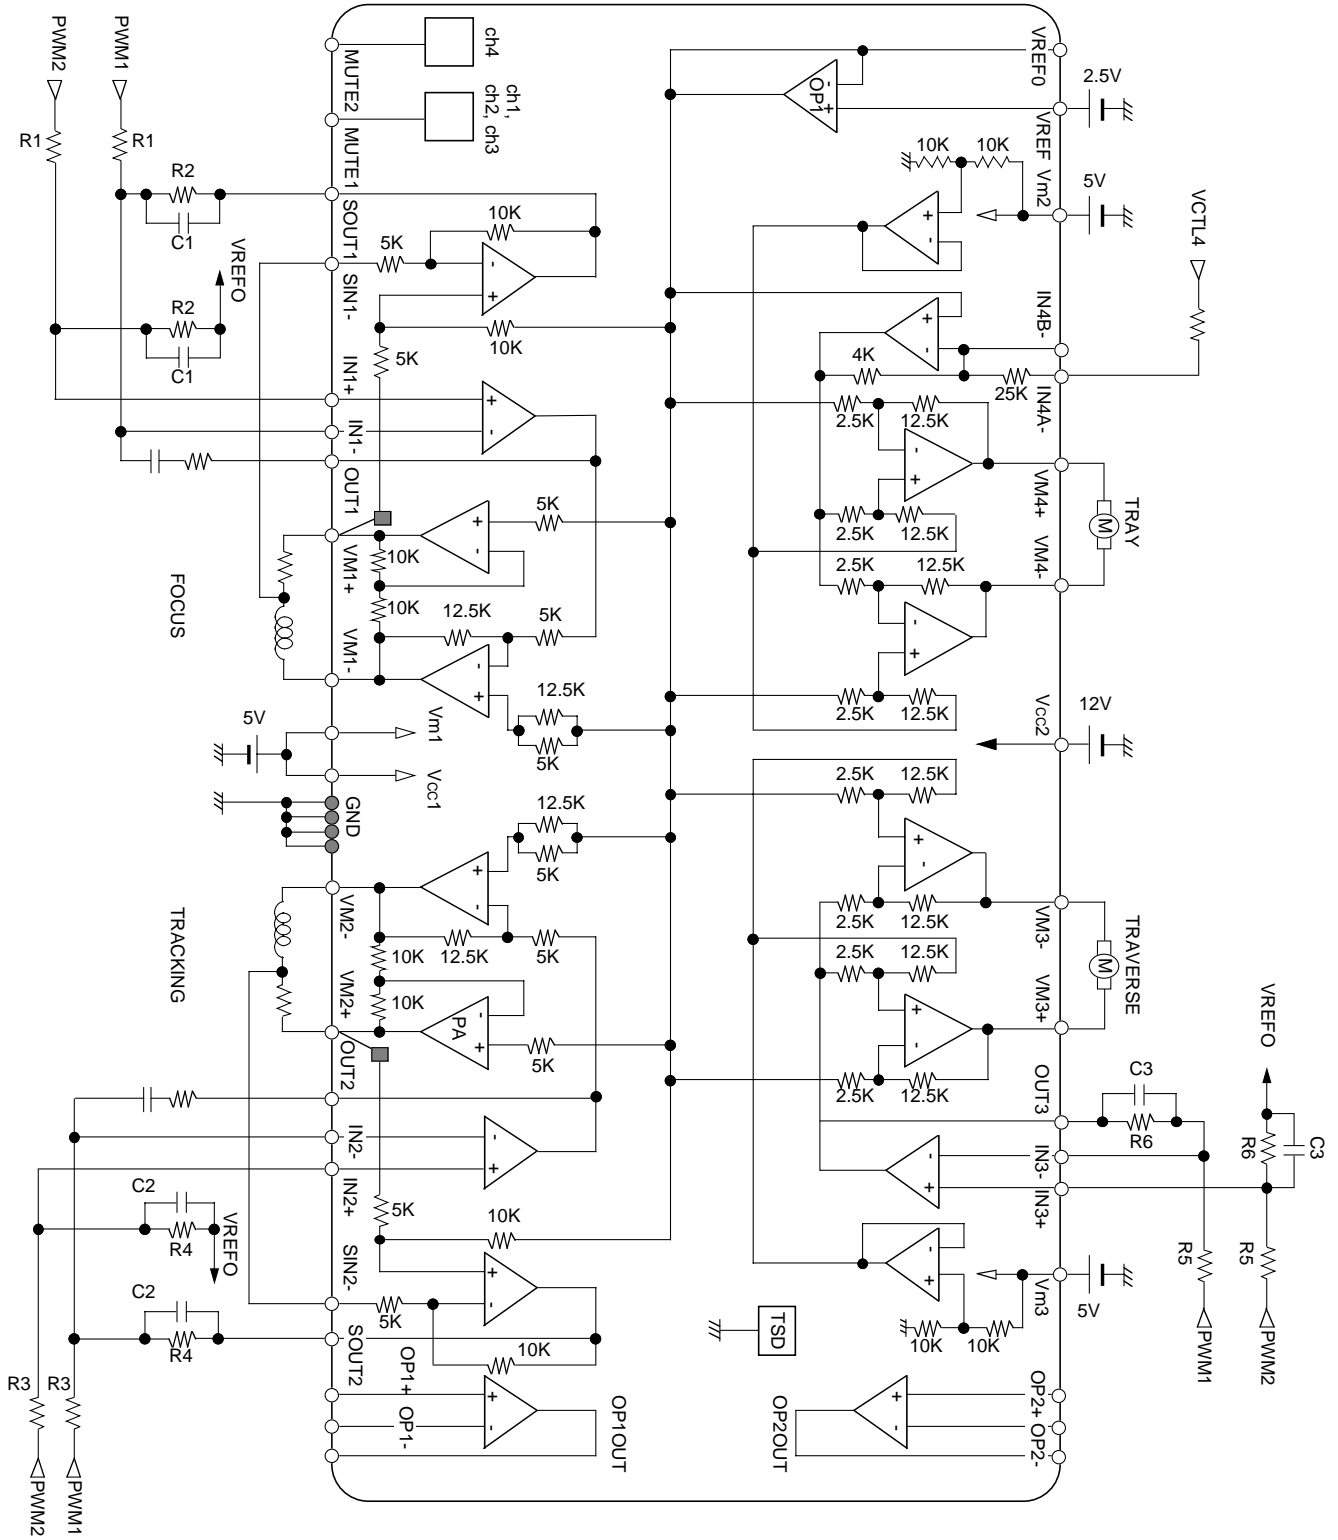 PWM2
PWM1
R1
R1
R2
C1
VREFO
R2
C1
MUTE2
MUTE1
SOUT1
SIN1-
IN1+
IN1-
OUT1
VM1+
VM1-
FOCUS
5V
Vm1
Vcc1
GND
TRACKING
VM2-
VM2+
OUT2
IN2-
IN2+
SIN2-
SOUT2
OP1+
OP1-
OP1OUT
C2
R4
VREFO
C2
R4
R3
R3
PWM2
PWM1
ch4
ch1,
ch2, ch3
10K
5K
-
+
10K
5K
+
-
5K
+
-
10K
10K
12.5K
5K
-
+
12.5K
5K
12.5K
5K
+
-
10K
12.5K
5K
10K
PA
-
+
5K
-
+
5K
10K
+
-
5K
10K
+
-
VREF0
OP1
-
+
2.5V
VREF
10K
10K
Vm2
5V
+
-
VCTL4
IN4B-
+
-
4K
25K
IN4A-
2.5K
12.5K
-
+
VM4+
2.5K
12.5K
TRAY
M
2.5K
12.5K
VM4-
-
+
2.5K
12.5K
Vcc2
12V
2.5K
12.5K
+
-
2.5K
12.5K
VM3-
2.5K
12.5K
TRAVERSE
M
+
-
VM3+
2.5K
12.5K
OUT3
C3
R6
VREFO
R6
C3
IN3-
IN3+
-
+
R5
R5
PWM1
PWM2
-
+
Vm3
5V
10K
10K
TSD
OP2OUT
+
-
OP2+
OP2-